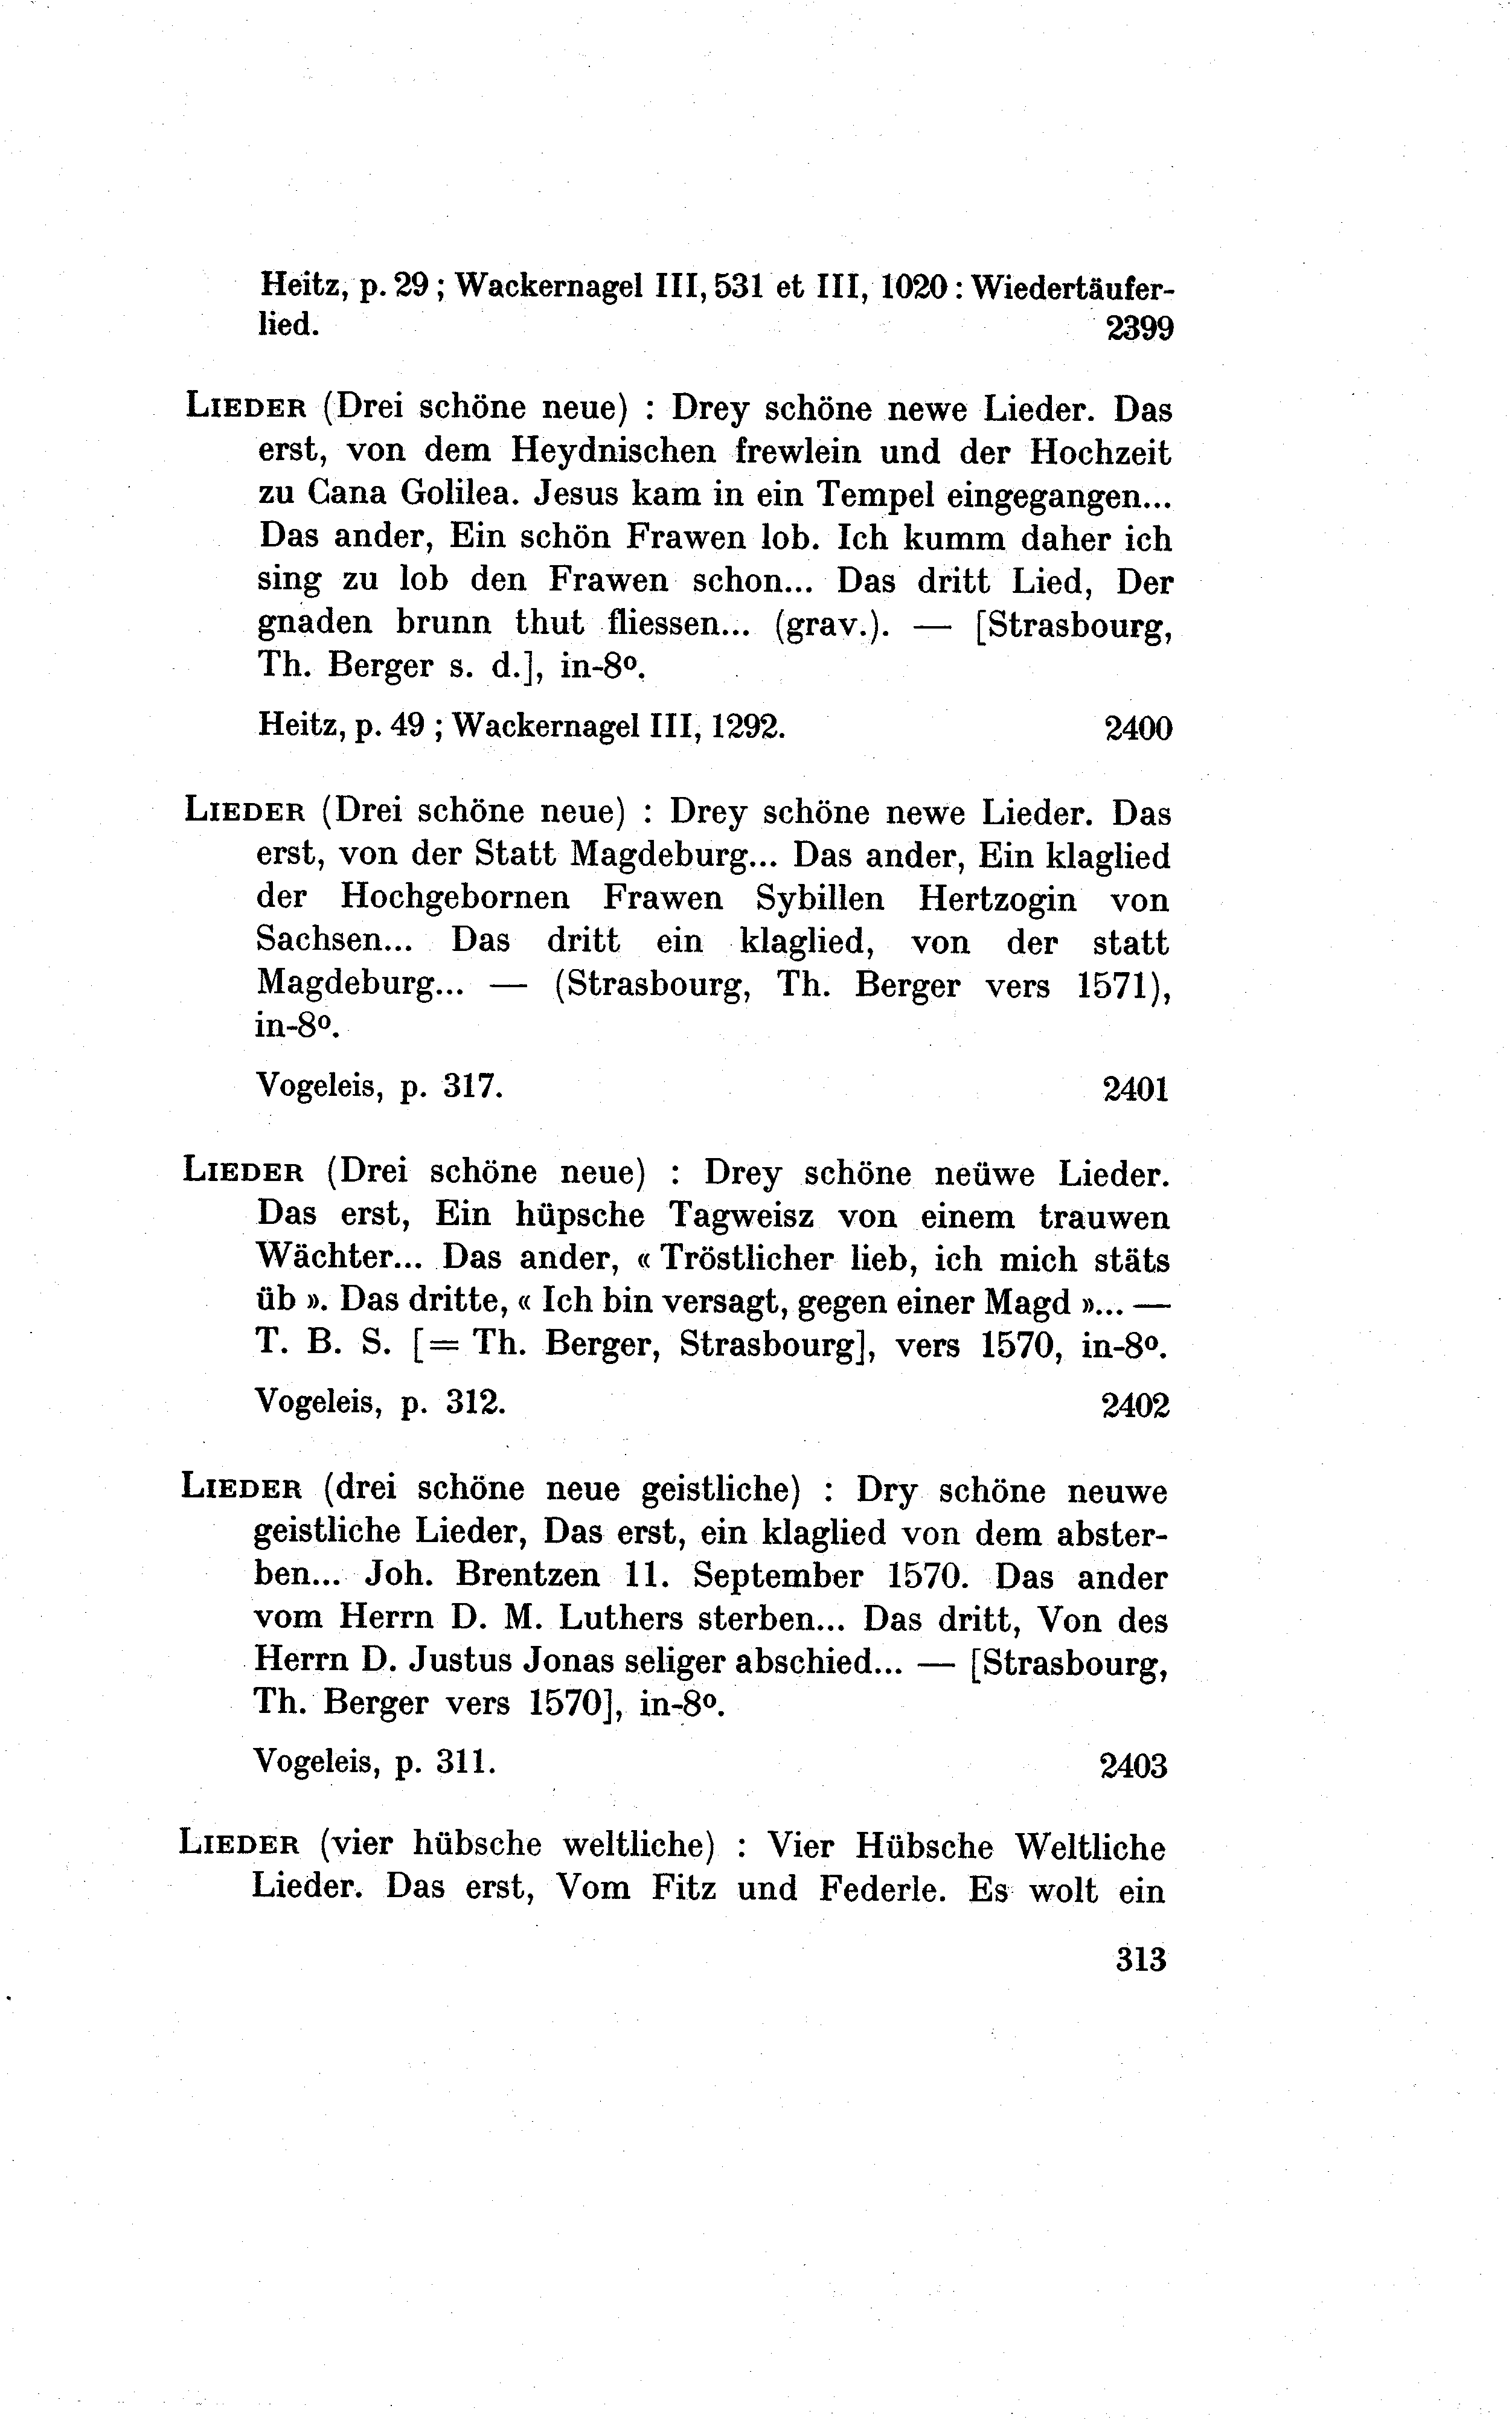 Heitz, p. 29 ; Wackernagel III, 531 et III, 1020 : Wiedertäufer-
lied. 2399
LIEDER (Drei schöne neue) : Drey schöne newe Lieder. Das
erst, von dem Heydnischen frewlein und der Hochzeit
zu Cana Golilea. Jesus kam in ein Tempel eingegangen...
Das ander, Ein schön Frawen lob. Ich kumm daher ich
sing zu lob den Frawen schon... Das dritt Lied, Der
gnaden brunn thut fliessen... (grav.). — [Strasbourg,
Th. Berger s. d.], in-8º.
Heitz, p. 49 ; Wackernagel III, 1292. 2400
LIEDER (Drei schöne neue) : Drey schöne newe Lieder. Das
erst, von der Statt Magdeburg... Das ander, Ein klaglied
der Hochgebornen Frawen Sybillen Hertzogin von
Sachsen... Das dritt ein klaglied, von der statt
Magdeburg... — (Strasbourg, Th. Berger vers 1571),
in-8º.
Vogeleis, p. 317. 2401
LIEDER (Drei schöne neue) : Drey schöne neüwe Lieder.
Das erst, Ein hüpsche Tagweisz von einem trauwen
Wächter... Das ander, « Tröstlicher lieb, ich mich stäts
üb ». Das dritte, « Ich bin versagt, gegen einer Magd »... —
T. B. S. [= Th. Berger, Strasbourg], vers 1570, in-8º.
Vogeleis, p. 312. 2402
LIEDER (drei schöne neue geistliche) : Dry schöne neuwe
geistliche Lieder, Das erst, ein klaglied von dem abster-
ben... Joh. Brentzen 11. September 1570. Das ander
vom Herrn D. M. Luthers sterben... Das dritt, Von des
Herrn D. Justus Jonas seliger abschied... — [Strasbourg,
Th. Berger vers 1570], in-8º.
Vogeleis, p. 311. 2403
LIEDER (vier hübsche weltliche) : Vier Hübsche Weltliche
Lieder. Das erst, Vom Fitz und Federle. Es wolt ein
313